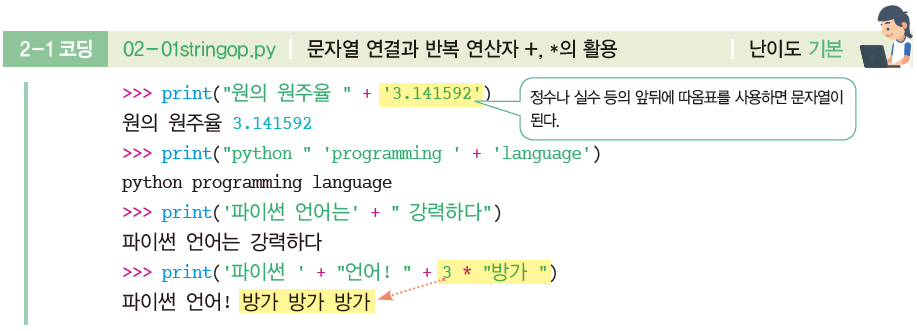 2-1 코딩 02-01stringop.py 문자열 연결과 반복 연산자 +, *의 활용 난이도 기본
>>> print("원의 원주율 " + '3.141592')
정수나 실수 등의 앞뒤에 따옴표를 사용하면 문자열이
된다.
원의 원주율 3.141592
>>> print("python " 'programming ' + 'language')
python programming language
>>> print('파이썬 언어는' + " 강력하다")
파이썬 언어는 강력하다
>>> print('파이썬 ' + "언어! " + 3 * "방가 ")
파이썬 언어! 방가 방가 방가